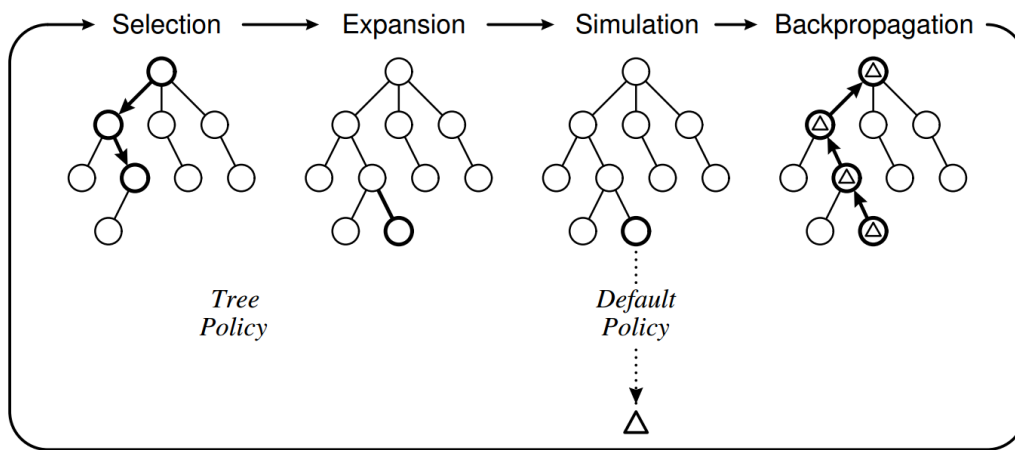 Selection Expansion Simulation Backpropagation
Tree
Policy
Default
Policy